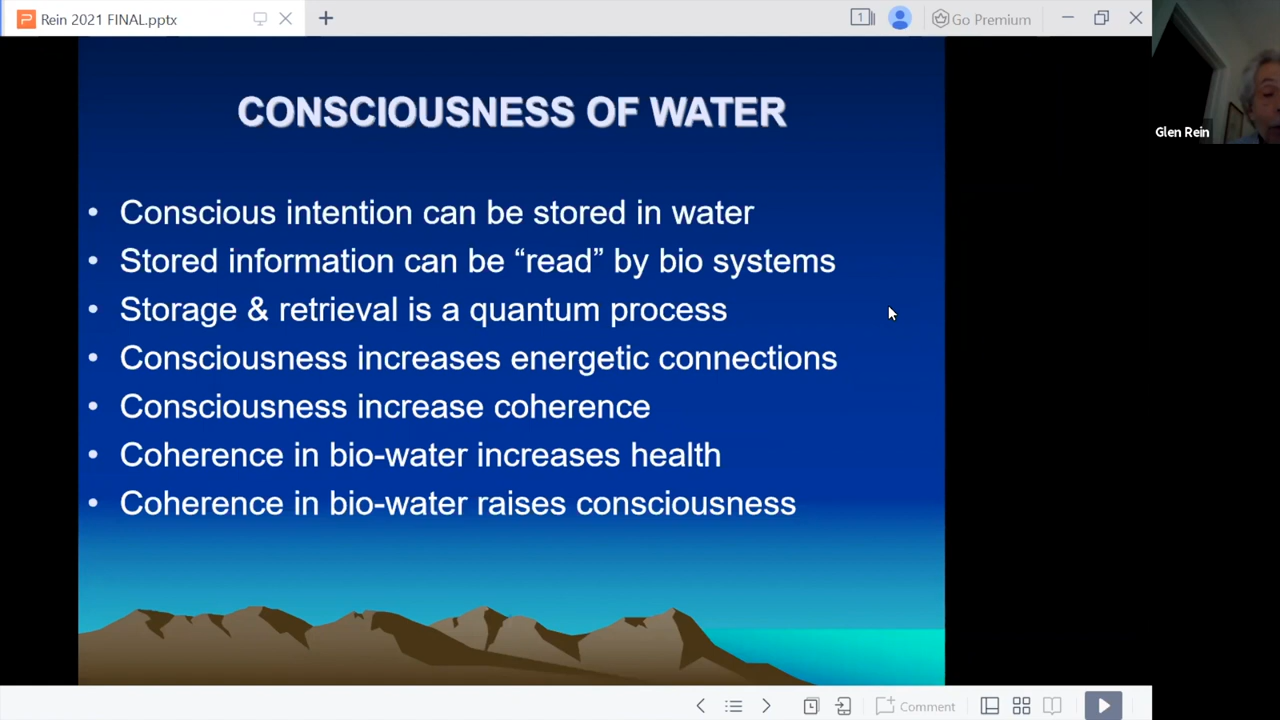 Rein 2021 FINAL.pptx
1
Go Premium
Glen Rein
CONSCIOUSNESS OF WATER
• Conscious intention can be stored in water
• Stored information can be “read” by bio systems
• Storage & retrieval is a quantum process
• Consciousness increases energetic connections
• Consciousness increase coherence
• Coherence in bio-water increases health
• Coherence in bio-water raises consciousness
Comment